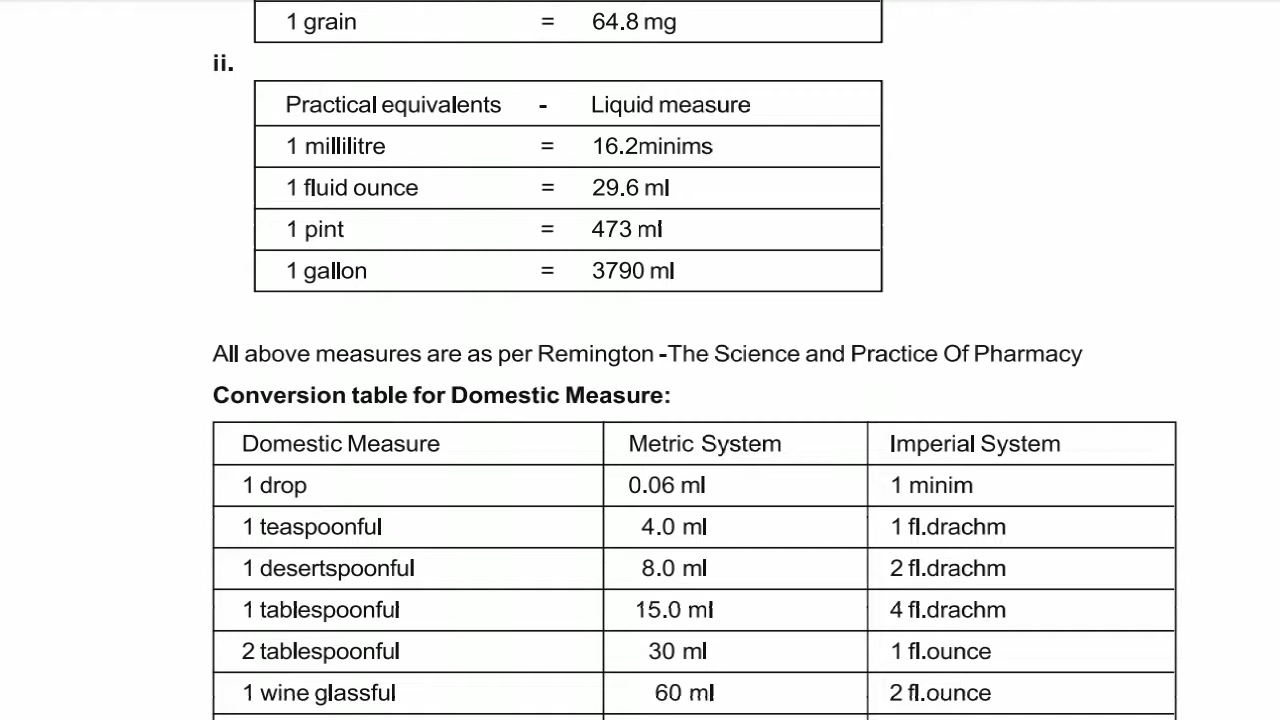 1 grain = 64.8 mg
ii.
Practical equivalents - Liquid measure
1 millilitre = 16.2minims
1 fluid ounce = 29.6 ml
1 pint = 473 ml
1 gallon = 3790 ml
All above measures are as per Remington -The Science and Practice Of Pharmacy
Conversion table for Domestic Measure:
Domestic Measure Metric System Imperial System
1 drop 0.06 ml 1 minim
1 teaspoonful 4.0 ml 1 fl.drachm
1 desertspoonful 8.0 ml 2 fl.drachm
1 tablespoonful 15.0 ml 4 fl.drachm
2 tablespoonful 30 ml 1 fl.ounce
1 wine glassful 60 ml 2 fl.ounce